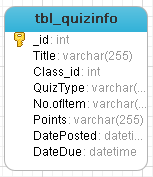 tbl_quizinfo
_id: int
Title: varchar(255)
Class_id: int
QuizType: varchar(
No.ofItem: varchar(
Points: varchar(255)
DatePosted: dateti...
DateDue: datetime